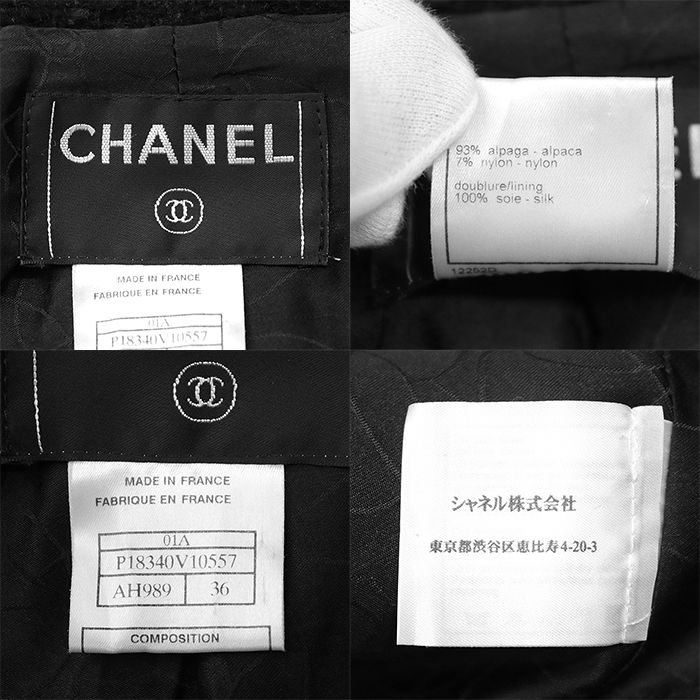 CHANEL
MADE IN FRANCE
FABRIQUE EN FRANCE
01A
P18340V10557
93% alpaga - alpaca
7% nylon - nylon
doublure/lining
100% soie - silk
MADE IN FRANCE
FABRIQUE EN FRANCE
01A
P18340V10557
AH989 36
COMPOSITION
シャネル株式会社
東京都渋谷区恵比寿4-20-3